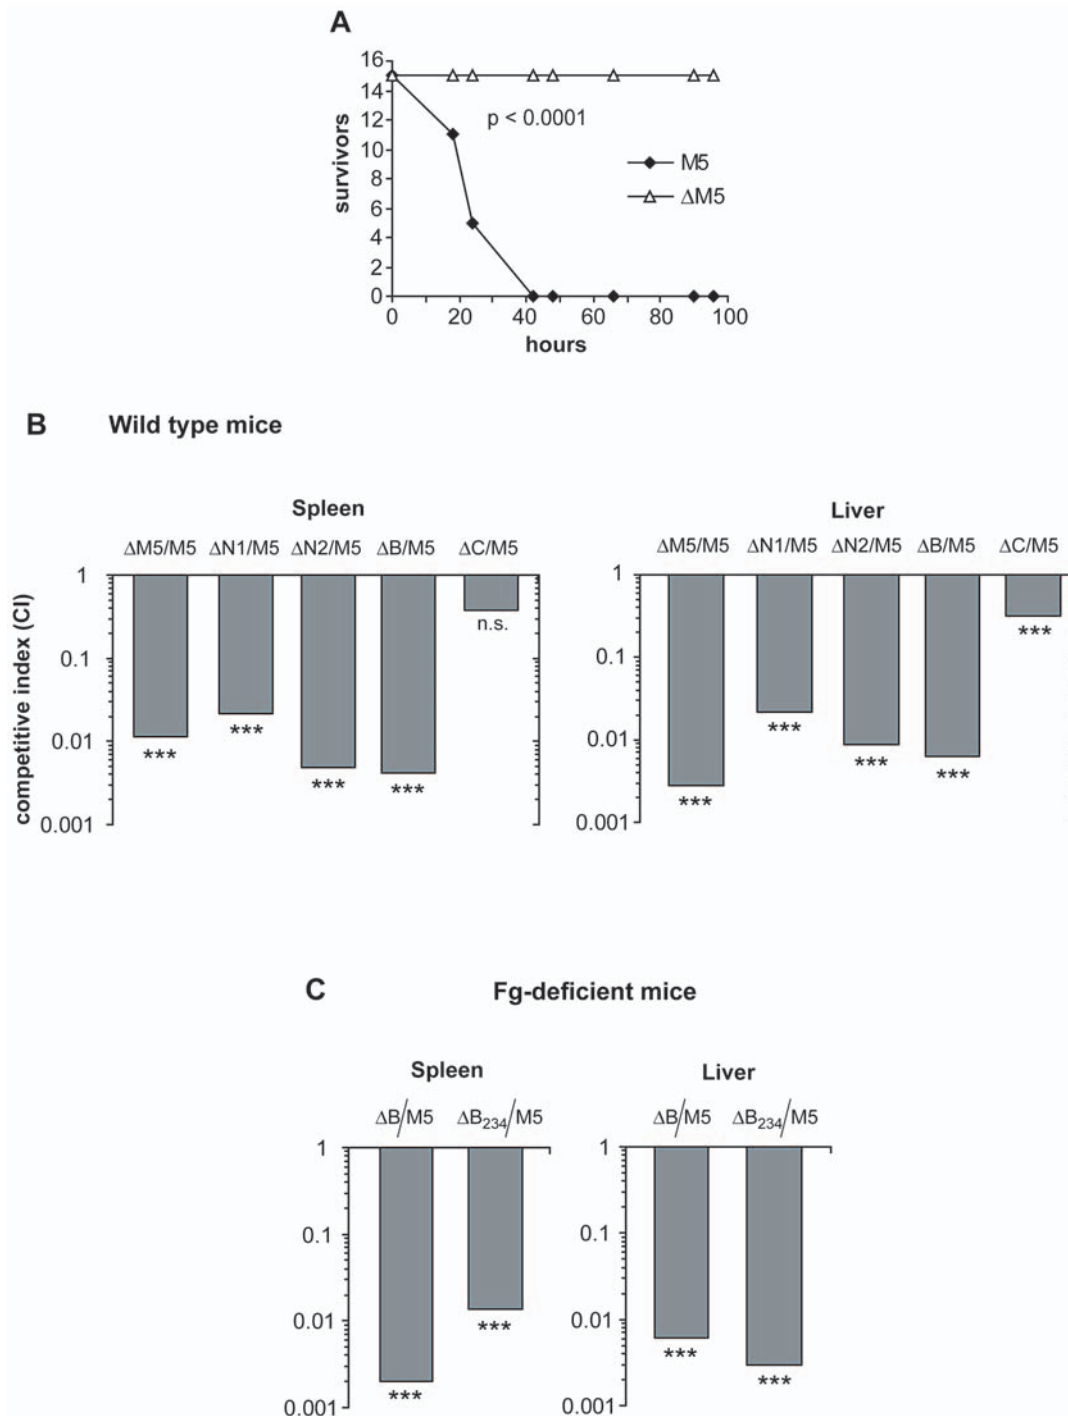 A
16
14
12
10
8
6
4
2
0
survivors
p < 0.0001
M5
ΔM5
0 20 40 60 80 100
hours
B Wild type mice
Spleen
ΔM5/M5 ΔN1/M5 ΔN2/M5 ΔB/M5 ΔC/M5
1
0.1
0.01
0.001
competitive index (CI)
*** *** *** *** n.s.
Liver
ΔM5/M5 ΔN1/M5 ΔN2/M5 ΔB/M5 ΔC/M5
1
0.1
0.01
0.001
*** *** *** *** ***
C Fg-deficient mice
Spleen
ΔB/M5 ΔB₂₃₄/M5
1
0.1
0.01
0.001
*** ***
Liver
ΔB/M5 ΔB₂₃₄/M5
1
0.1
0.01
0.001
*** ***